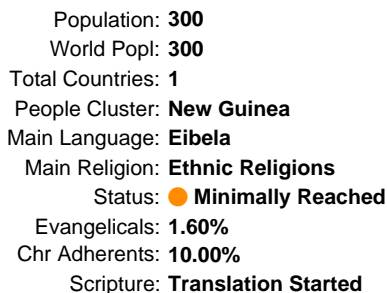 Population: 300
World Popl: 300
Total Countries: 1
People Cluster: New Guinea
Main Language: Eibela
Main Religion: Ethnic Religions
Status: Minimally Reached
Evangelicals: 1.60%
Chr Adherents: 10.00%
Scripture: Translation Started